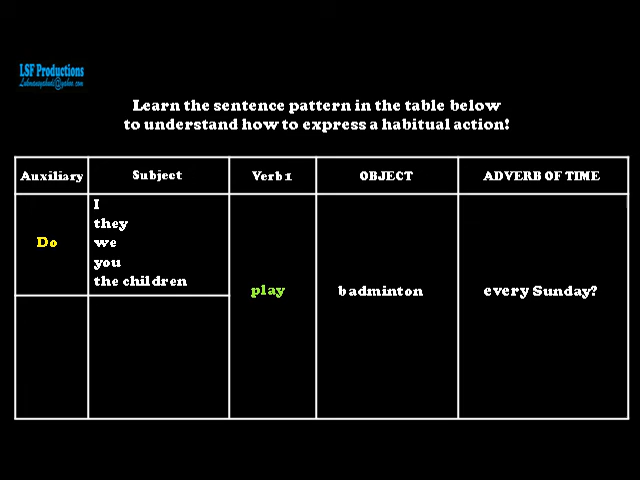 LSF Productions
Learn the sentence pattern in the table below
to understand how to express a habitual action!
Auxiliary Subject Verb 1 OBJECT ADVERB OF TIME
I
they
Do we
you
the children
play badminton every Sunday?